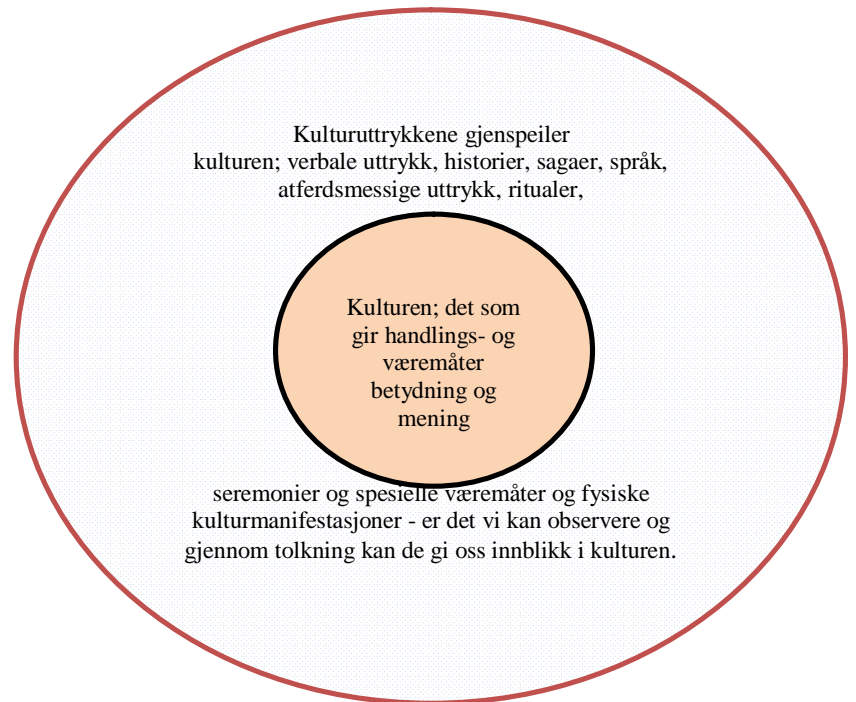 Kulturuttrykkene gjenspeiler
kulturen; verbale uttrykk, historier, sagaer, språk,
atferdsmessige uttrykk, ritualer,
Kulturen; det som
gir handlings- og
væremåter
betydning og
mening
seremonier og spesielle væremåter og fysiske
kulturmanifestasjoner - er det vi kan observere og
gjennom tolkning kan de gi oss innblikk i kulturen.